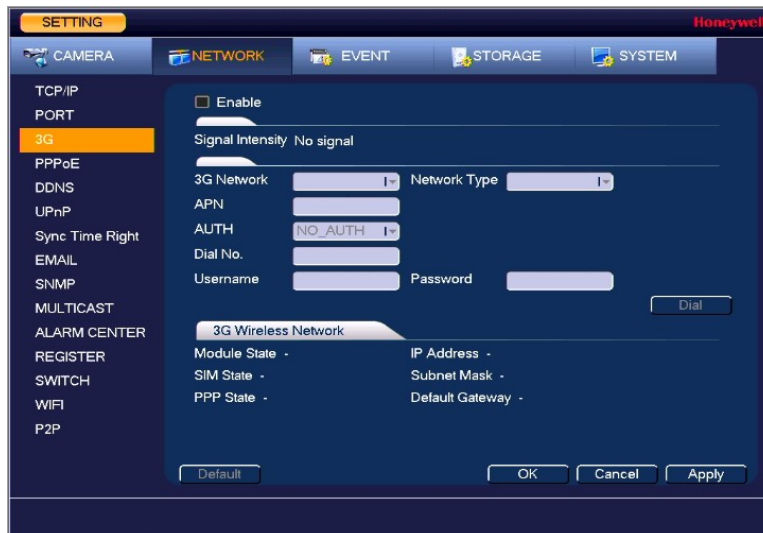 SETTING
Honeywell
CAMERA
NETWORK
EVENT
STORAGE
SYSTEM
TCP/IP
PORT
3G
PPPoE
DDNS
UPnP
Sync Time Right
EMAIL
SNMP
MULTICAST
ALARM CENTER
REGISTER
SWITCH
WIFI
P2P
Enable
Signal Intensity No signal
3G Network
Network Type
APN
AUTH NO_AUTH
Dial No.
Username
Password
Dial
3G Wireless Network
Module State -
IP Address -
SIM State -
Subnet Mask -
PPP State -
Default Gateway -
Default
OK
Cancel
Apply